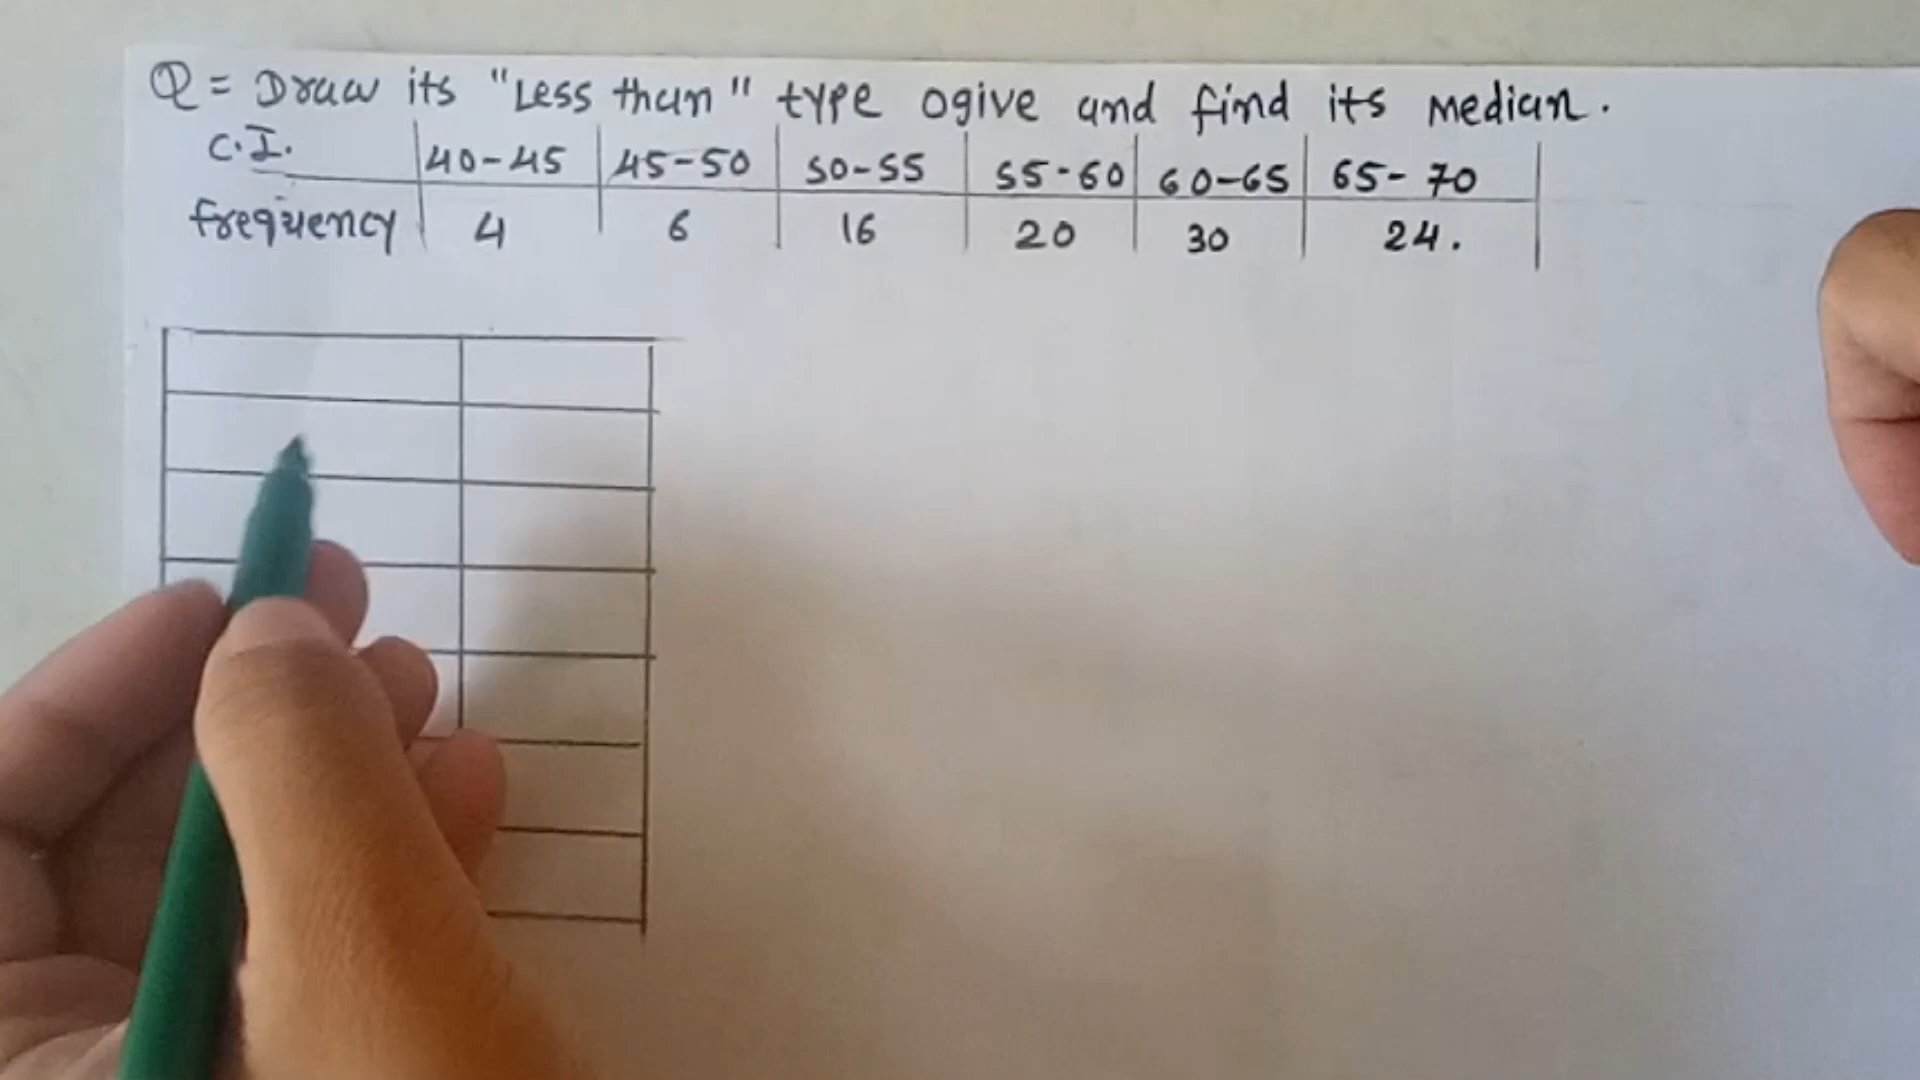 Q = Draw its "Less than" type ogive and find its median.
C.I. 40-45 45-50 50-55 55-60 60-65 65-70
frequency 4 6 16 20 30 24.